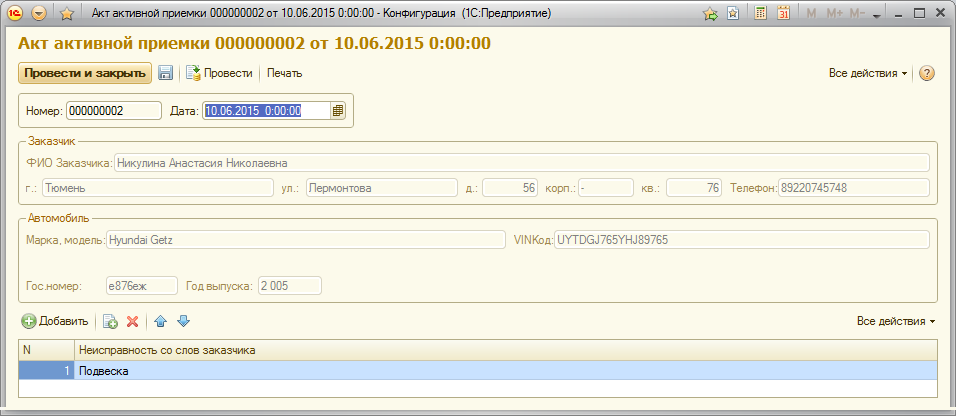 Акт активной приемки 000000002 от 10.06.2015 0:00:00 - Конфигурация (1С:Предприятие)
M M+ M-
Акт активной приемки 000000002 от 10.06.2015 0:00:00
Провести и закрыть Провести Печать Все действия
Номер: 000000002 Дата: 10.06.2015 0:00:00
Заказчик
ФИО Заказчика: Никулина Анастасия Николаевна
г.: Тюмень ул.: Лермонтова д.: 56 корп.: - кв.: 76 Телефон: 89220745748
Автомобиль
Марка, модель: Hyundai Getz VINКод: UYTDGJ765YHJ89765
Гос.номер: е876еж Год выпуска: 2 005
Добавить Все действия
N Неисправность со слов заказчика
1 Подвеска